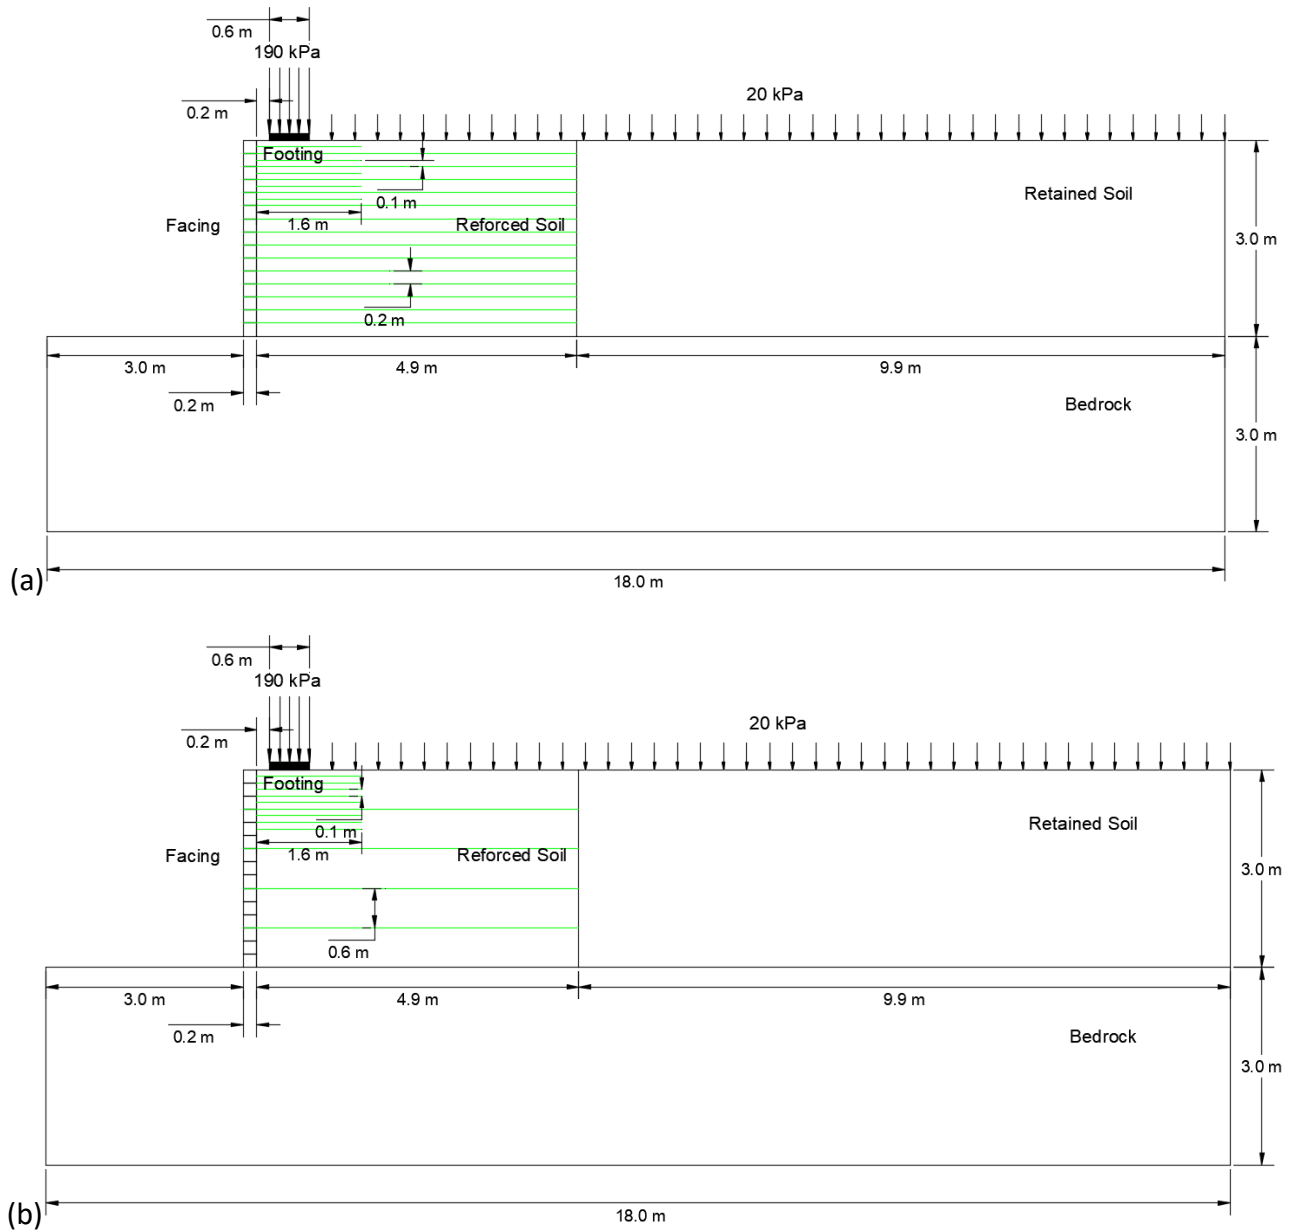 0.6 m
190 kPa
20 kPa
0.2 m
Footing
Retained Soil
0.1 m
1.6 m
Facing
Reforced Soil
3.0 m
0.2 m
3.0 m
4.9 m
9.9 m
0.2 m
Bedrock
3.0 m
(a)
18.0 m
0.6 m
190 kPa
20 kPa
0.2 m
Footing
Retained Soil
0.1 m
1.6 m
Facing
Reforced Soil
3.0 m
0.6 m
3.0 m
4.9 m
9.9 m
0.2 m
Bedrock
3.0 m
(b)
18.0 m